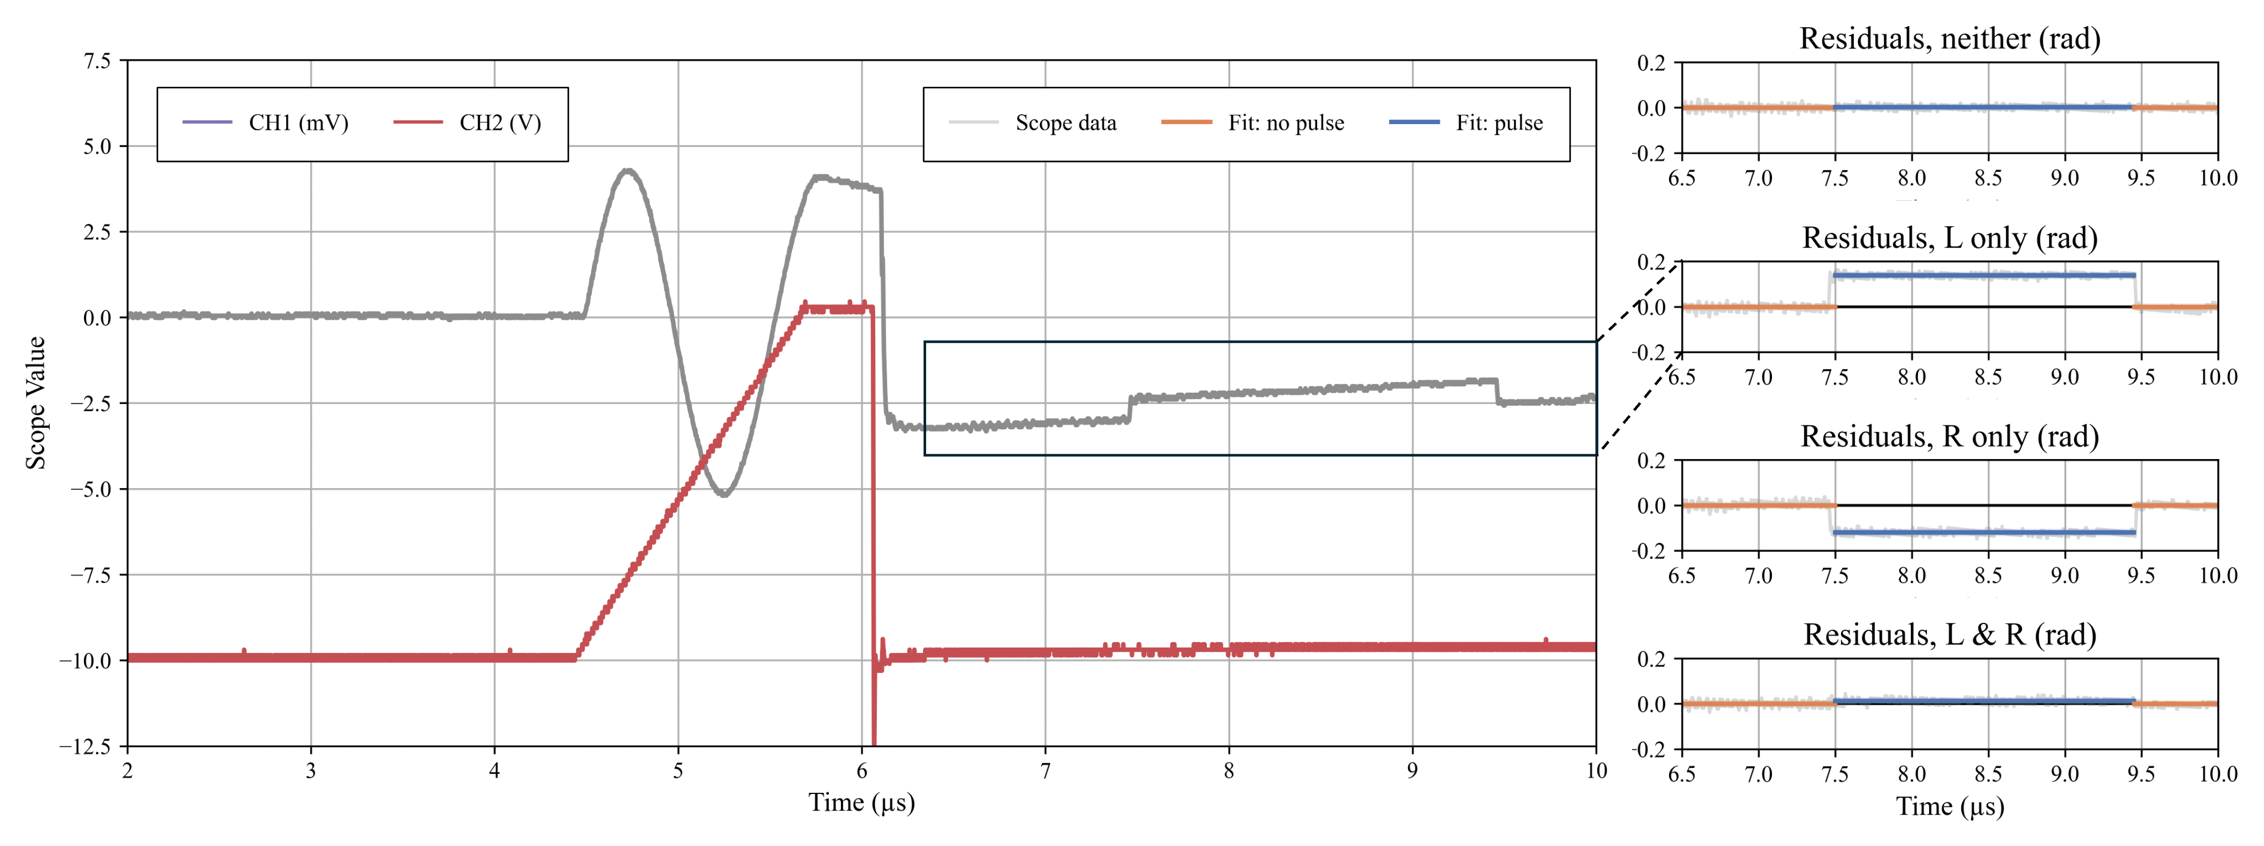 7.5
5.0
2.5
0.0
−2.5
−5.0
−7.5
−10.0
−12.5
Scope Value
CH1 (mV) CH2 (V)
Scope data Fit: no pulse Fit: pulse
2 3 4 5 6 7 8 9 10
Time (µs)
Residuals, neither (rad)
0.2
0.0
-0.2
6.5 7.0 7.5 8.0 8.5 9.0 9.5 10.0
Residuals, L only (rad)
0.2
0.0
-0.2
6.5 7.0 7.5 8.0 8.5 9.0 9.5 10.0
Residuals, R only (rad)
0.2
0.0
-0.2
6.5 7.0 7.5 8.0 8.5 9.0 9.5 10.0
Residuals, L & R (rad)
0.2
0.0
-0.2
6.5 7.0 7.5 8.0 8.5 9.0 9.5 10.0
Time (µs)